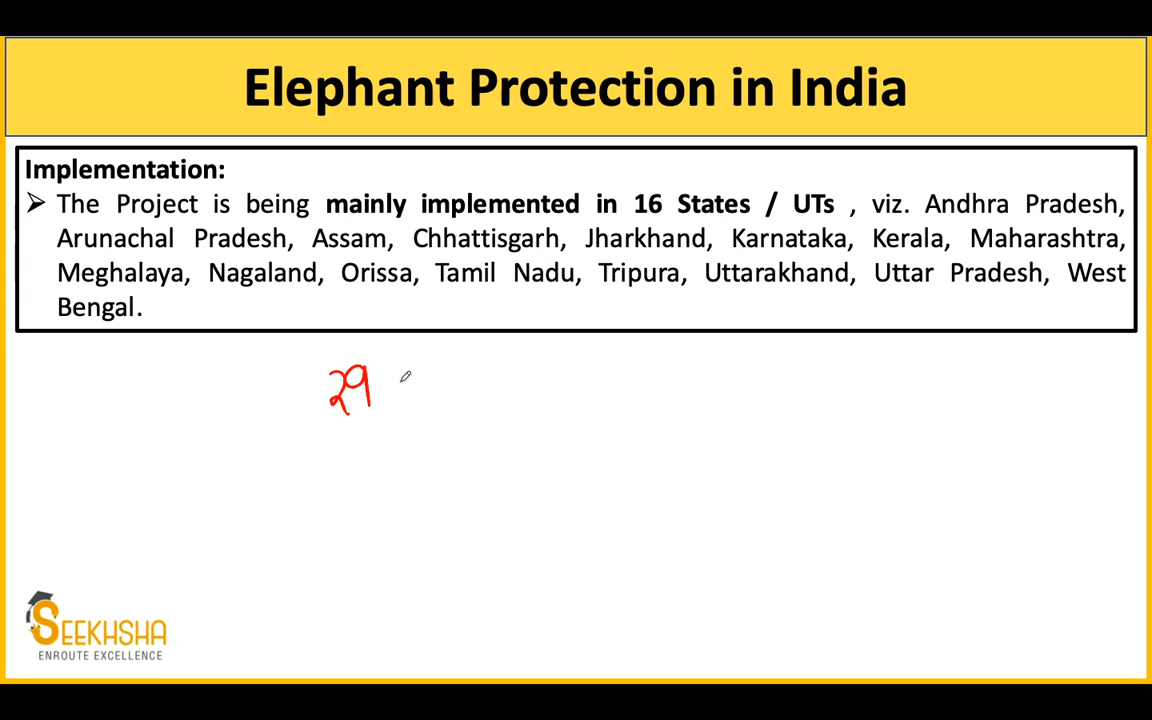 Elephant Protection in India
Implementation:
➢ The Project is being mainly implemented in 16 States / UTs , viz. Andhra Pradesh,
Arunachal Pradesh, Assam, Chhattisgarh, Jharkhand, Karnataka, Kerala, Maharashtra,
Meghalaya, Nagaland, Orissa, Tamil Nadu, Tripura, Uttarakhand, Uttar Pradesh, West
Bengal.
29
SEEKHSHA
ENROUTE EXCELLENCE